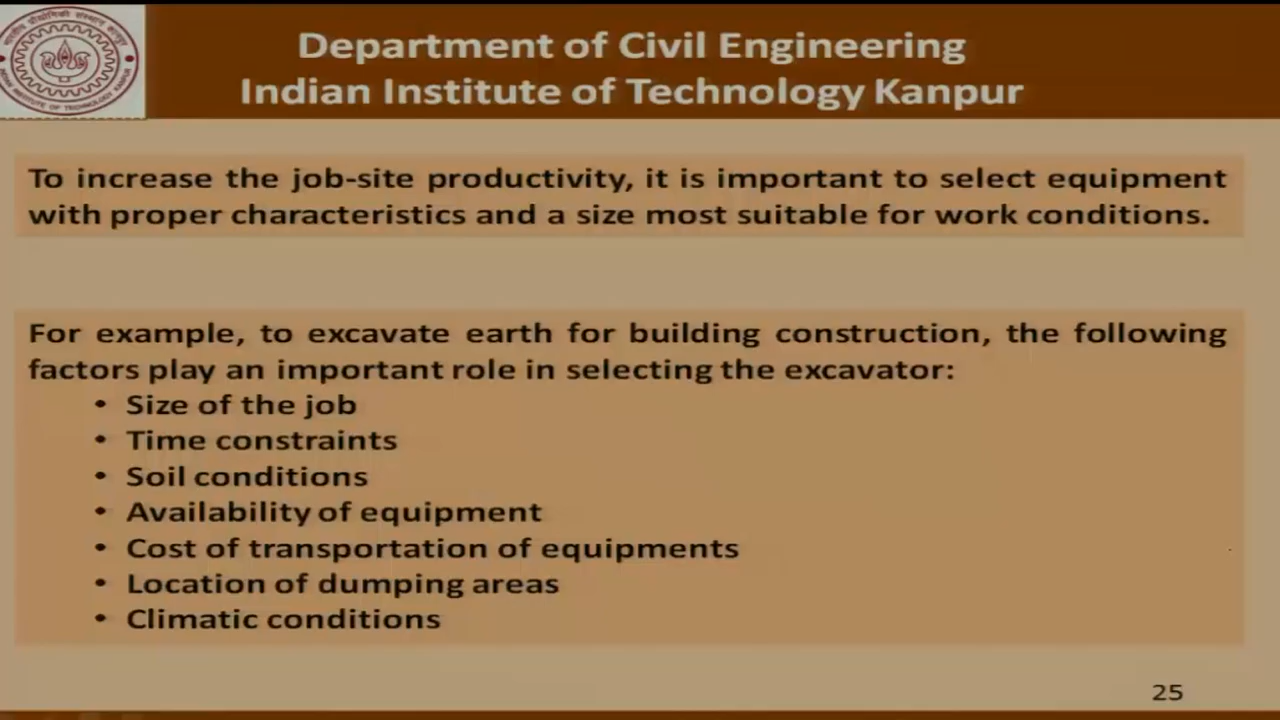 Department of Civil Engineering
Indian Institute of Technology Kanpur
To increase the job-site productivity, it is important to select equipment
with proper characteristics and a size most suitable for work conditions.
For example, to excavate earth for building construction, the following
factors play an important role in selecting the excavator:
• Size of the job
• Time constraints
• Soil conditions
• Availability of equipment
• Cost of transportation of equipments
• Location of dumping areas
• Climatic conditions
25